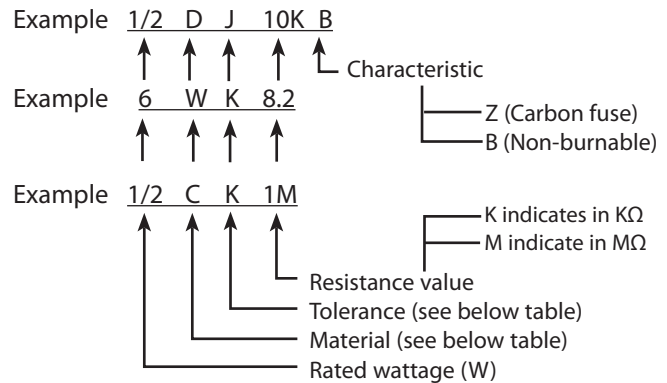 Example 1/2 D J 10K B
Characteristic
Example 6 W K 8.2
Z (Carbon fuse)
B (Non-burnable)
Example 1/2 C K 1M
K indicates in KΩ
M indicate in MΩ
Resistance value
Tolerance (see below table)
Material (see below table)
Rated wattage (W)